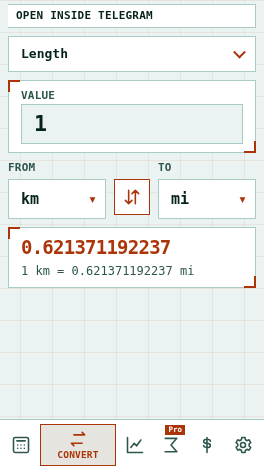 OPEN INSIDE TELEGRAM
Length
VALUE
1
FROM
TO
km
mi
0.621371192237
1 km = 0.621371192237 mi
Pro
CONVERT